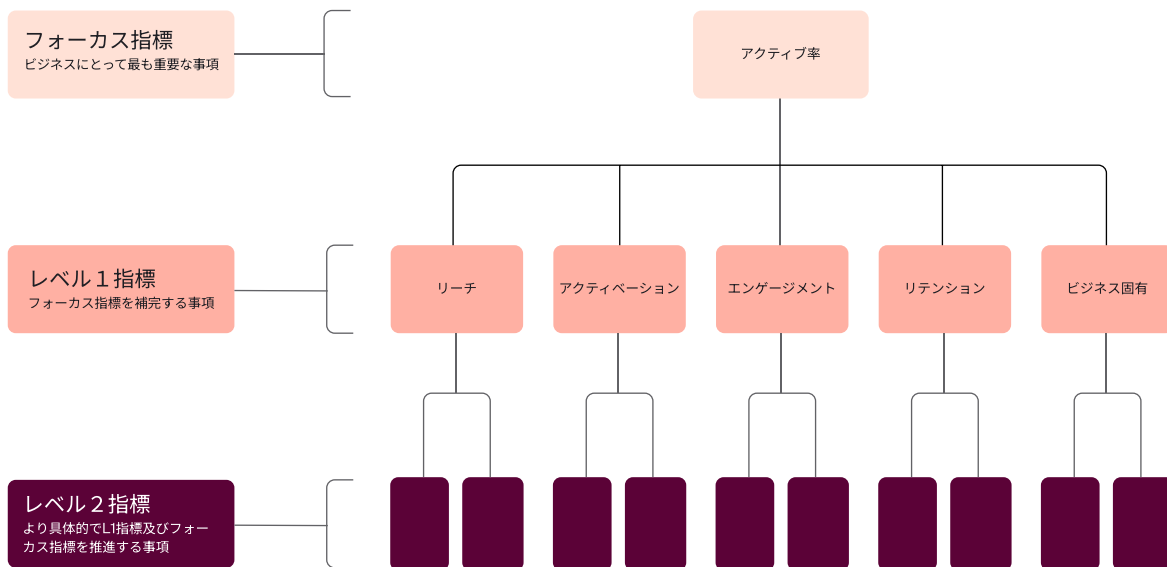 フォーカス指標
ビジネスにとって最も重要な事項
アクティブ率
レベル１指標
フォーカス指標を補完する事項
リーチ
アクティベーション
エンゲージメント
リテンション
ビジネス固有
レベル２指標
より具体的でL1指標及びフォー
カス指標を推進する事項